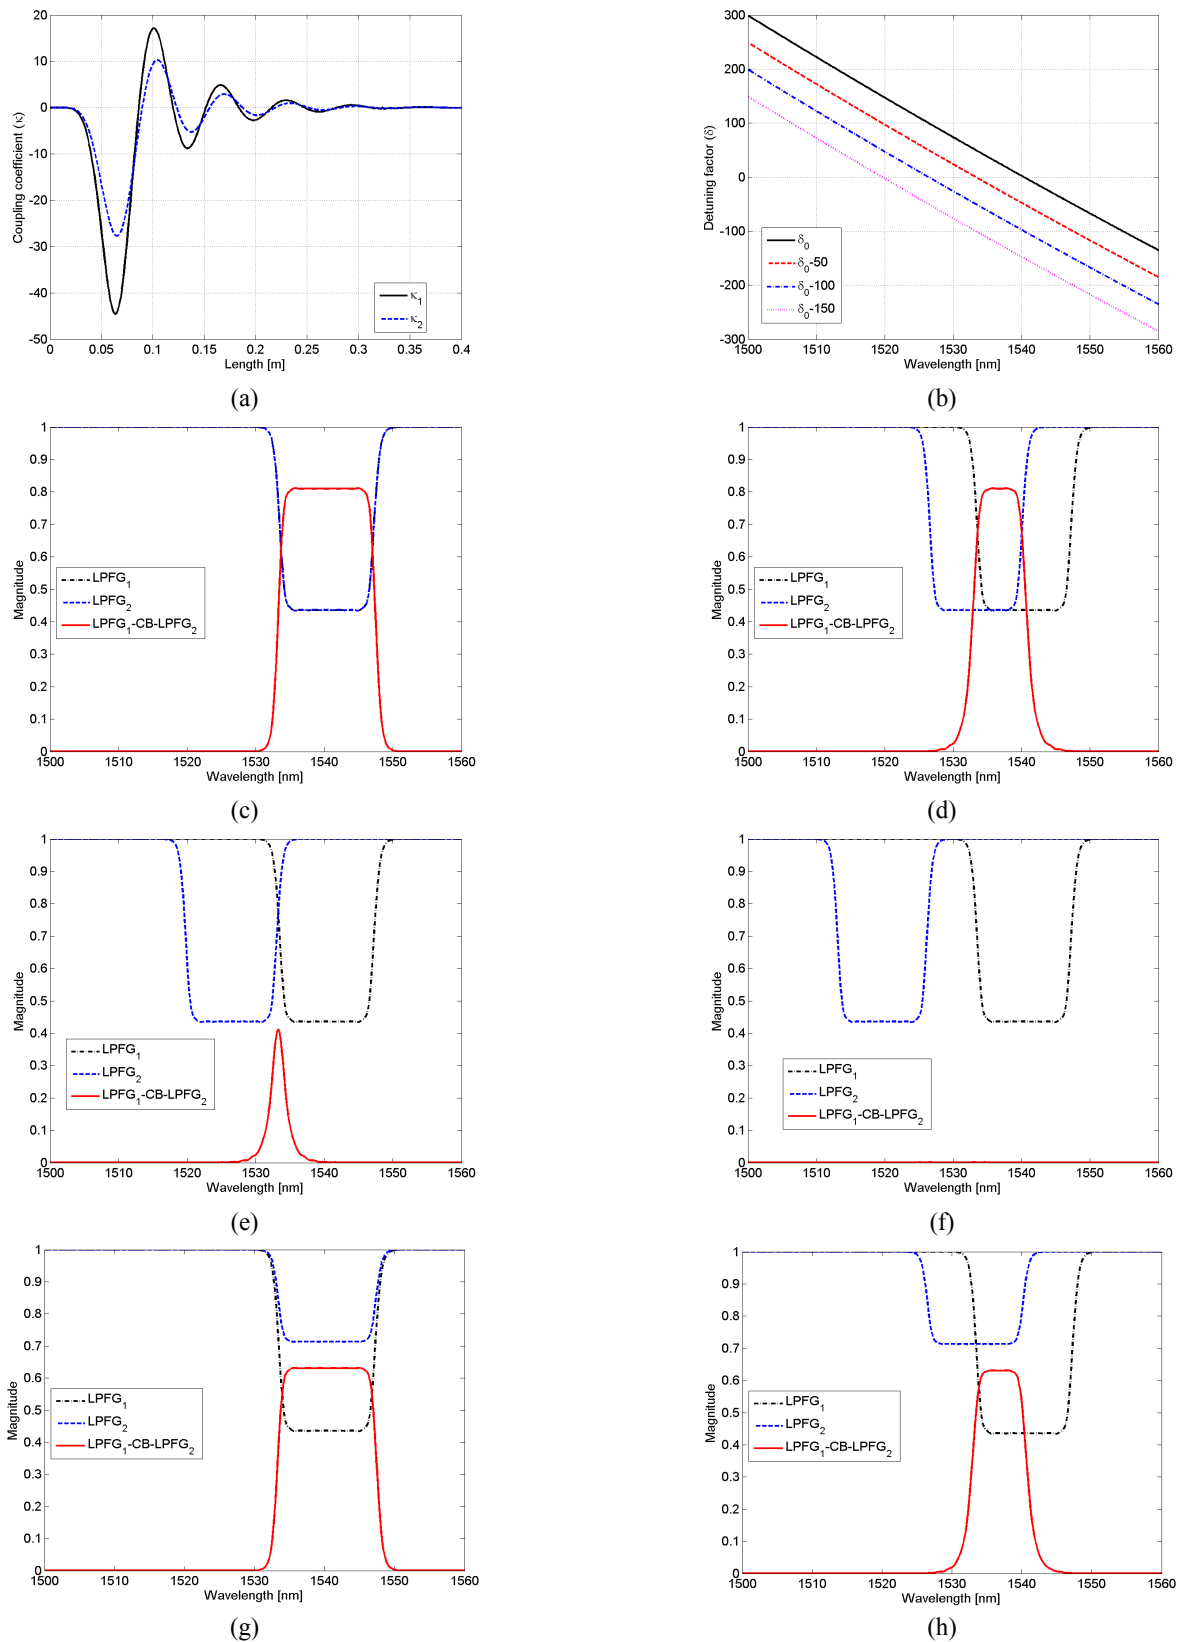 20
10
0
-10
-20
-30
-40
-50
Coupling coefficient (κ)
κ1
κ2
0 0.05 0.1 0.15 0.2 0.25 0.3 0.35 0.4
Length [m]
(a)
300
200
100
0
-100
-200
-300
Detuning factor (δ)
δ0
δ0-50
δ0-100
δ0-150
1500 1510 1520 1530 1540 1550 1560
Wavelength [nm]
(b)
1
0.9
0.8
0.7
0.6
0.5
0.4
0.3
0.2
0.1
0
Magnitude
LPFG1
LPFG2
LPFG1-CB-LPFG2
1500 1510 1520 1530 1540 1550 1560
Wavelength [nm]
(c)
1
0.9
0.8
0.7
0.6
0.5
0.4
0.3
0.2
0.1
0
Magnitude
LPFG1
LPFG2
LPFG1-CB-LPFG2
1500 1510 1520 1530 1540 1550 1560
Wavelength [nm]
(d)
1
0.9
0.8
0.7
0.6
0.5
0.4
0.3
0.2
0.1
0
Magnitude
LPFG1
LPFG2
LPFG1-CB-LPFG2
1500 1510 1520 1530 1540 1550 1560
Wavelength [nm]
(e)
1
0.9
0.8
0.7
0.6
0.5
0.4
0.3
0.2
0.1
0
Magnitude
LPFG1
LPFG2
LPFG1-CB-LPFG2
1500 1510 1520 1530 1540 1550 1560
Wavelength [nm]
(f)
1
0.9
0.8
0.7
0.6
0.5
0.4
0.3
0.2
0.1
0
Magnitude
LPFG1
LPFG2
LPFG1-CB-LPFG2
1500 1510 1520 1530 1540 1550 1560
Wavelength [nm]
(g)
1
0.9
0.8
0.7
0.6
0.5
0.4
0.3
0.2
0.1
0
Magnitude
LPFG1
LPFG2
LPFG1-CB-LPFG2
1500 1510 1520 1530 1540 1550 1560
Wavelength [nm]
(h)